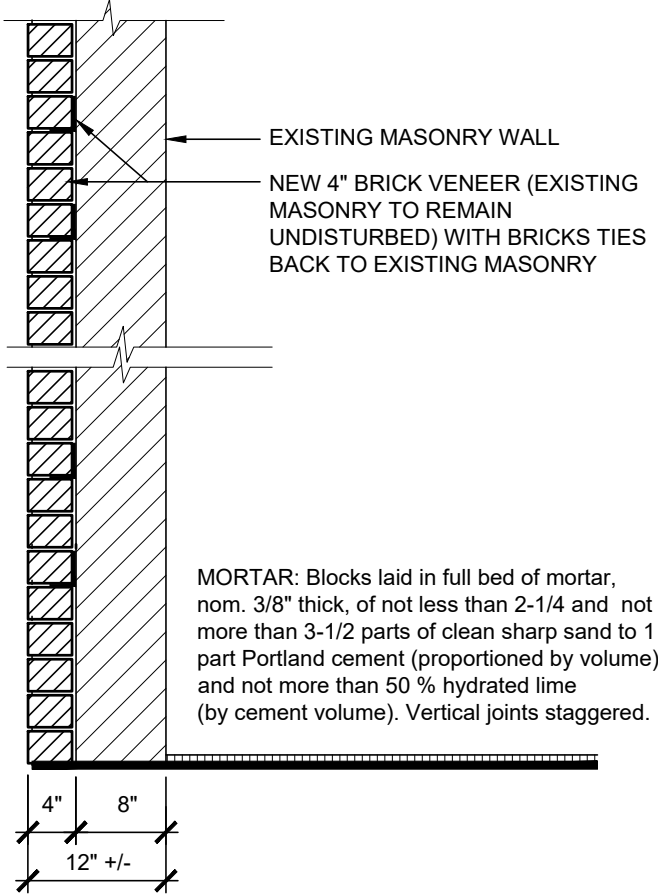 EXISTING MASONRY WALL
NEW 4" BRICK VENEER (EXISTING
MASONRY TO REMAIN
UNDISTURBED) WITH BRICKS TIES
BACK TO EXISTING MASONRY
MORTAR: Blocks laid in full bed of mortar,
nom. 3/8" thick, of not less than 2-1/4 and not
more than 3-1/2 parts of clean sharp sand to 1
part Portland cement (proportioned by volume)
and not more than 50 % hydrated lime
(by cement volume). Vertical joints staggered.
4" 8"
12" +/-